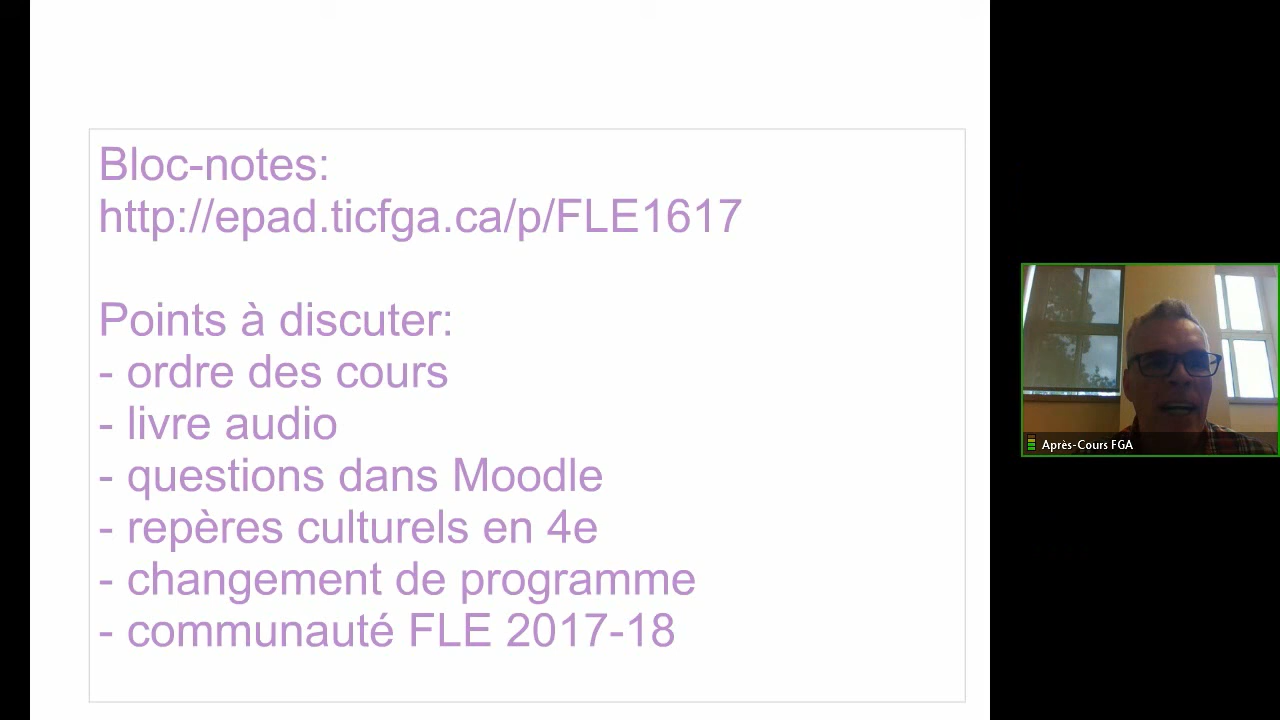 Bloc-notes:
http://epad.ticfga.ca/p/FLE1617
Points à discuter:
- ordre des cours
- livre audio
- questions dans Moodle
- repères culturels en 4e
- changement de programme
- communauté FLE 2017-18
Après-Cours FGA